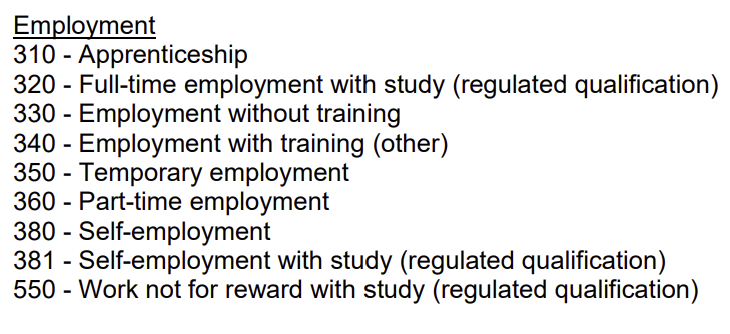 Employment
310 - Apprenticeship
320 - Full-time employment with study (regulated qualification)
330 - Employment without training
340 - Employment with training (other)
350 - Temporary employment
360 - Part-time employment
380 - Self-employment
381 - Self-employment with study (regulated qualification)
550 - Work not for reward with study (regulated qualification)